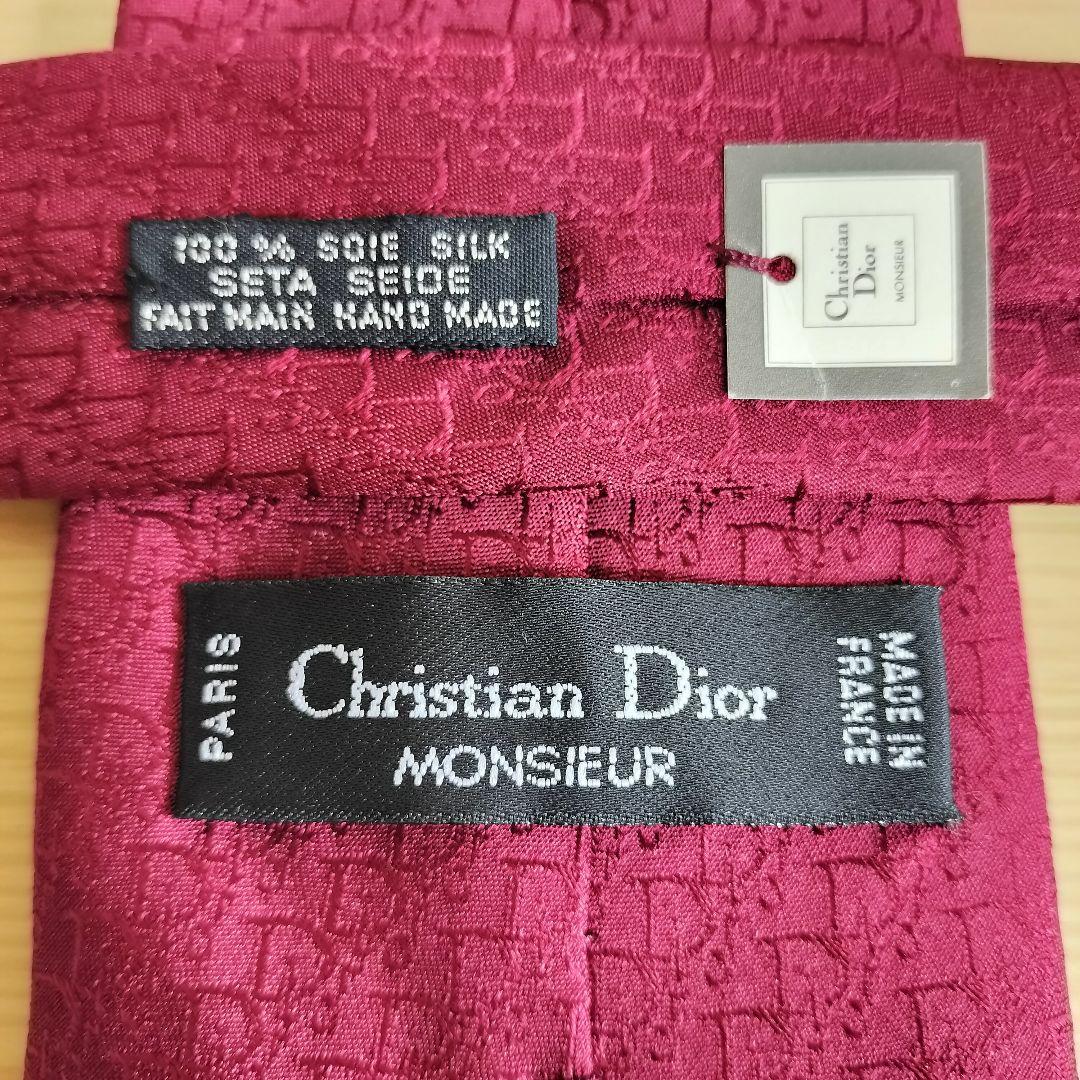 100 % SOIE SILK
SETA SEIDE
FAIT MAIN HAND MADE
Christian
Dior
MONSIEUR
PARIS
Christian Dior
MONSIEUR
MADE IN
FRANCE